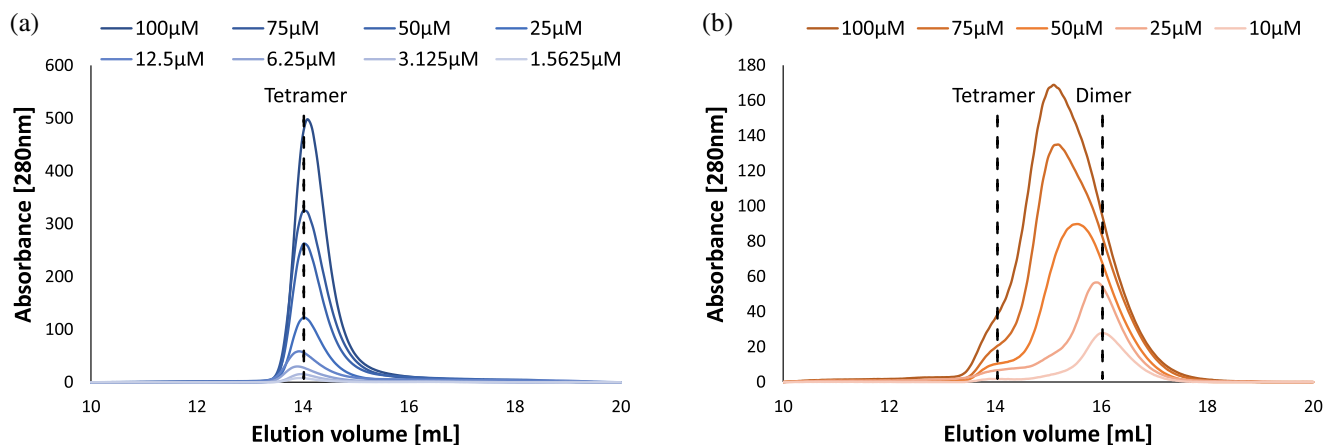 (a)
100µM 75µM 50µM 25µM
12.5µM 6.25µM 3.125µM 1.5625µM
600
500
400
300
200
100
0
Absorbance [280nm]
Tetramer
10 12 14 16 18 20
Elution volume [mL]
(b)
100µM 75µM 50µM 25µM 10µM
180
160
140
120
100
80
60
40
20
0
Absorbance [280nm]
Tetramer Dimer
10 12 14 16 18 20
Elution volume [mL]